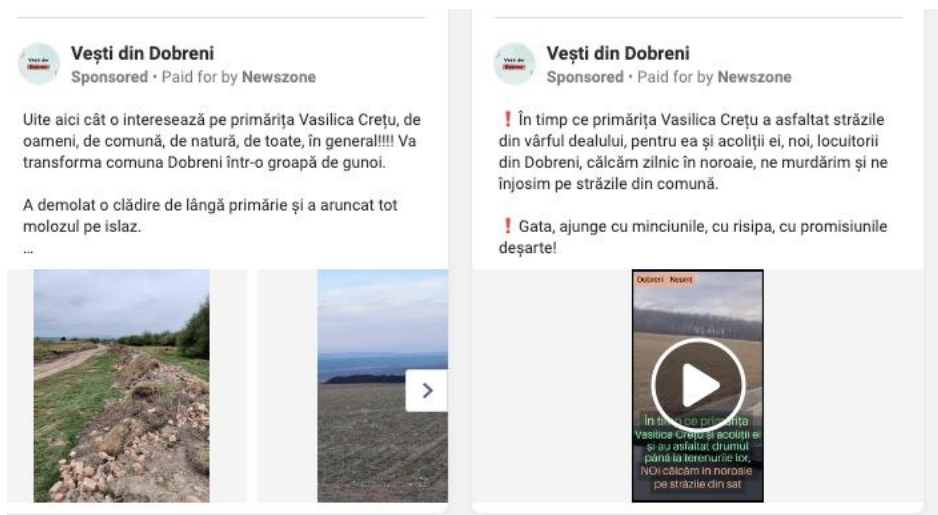 Vești din Dobreni
Sponsored • Paid for by Newszone
Uite aici cât o interesează pe primărița Vasilica Crețu, de
oameni, de comună, de natură, de toate, în general!!!! Va
transforma comuna Dobreni într-o groapă de gunoi.
A demolat o clădire de lângă primărie și a aruncat tot
molozul pe islaz.
...
Vești din Dobreni
Sponsored • Paid for by Newszone
❗ În timp ce primărița Vasilica Crețu a asfaltat străzile
din vârful dealului, pentru ea și acoliții ei, noi, locuitorii
din Dobreni, călcăm zilnic în noroaie, ne murdărim și ne
înjosim pe străzile din comună.
❗ Gata, ajunge cu minciunile, cu risipa, cu promisiunile
deșarte!
Dobreni - Neamț
În timp ce primărița
Vasilica Crețu și acoliții ei
și-au asfaltat drumul
până la terenurile lor,
NOI călcăm în noroaie
pe străzile din sat